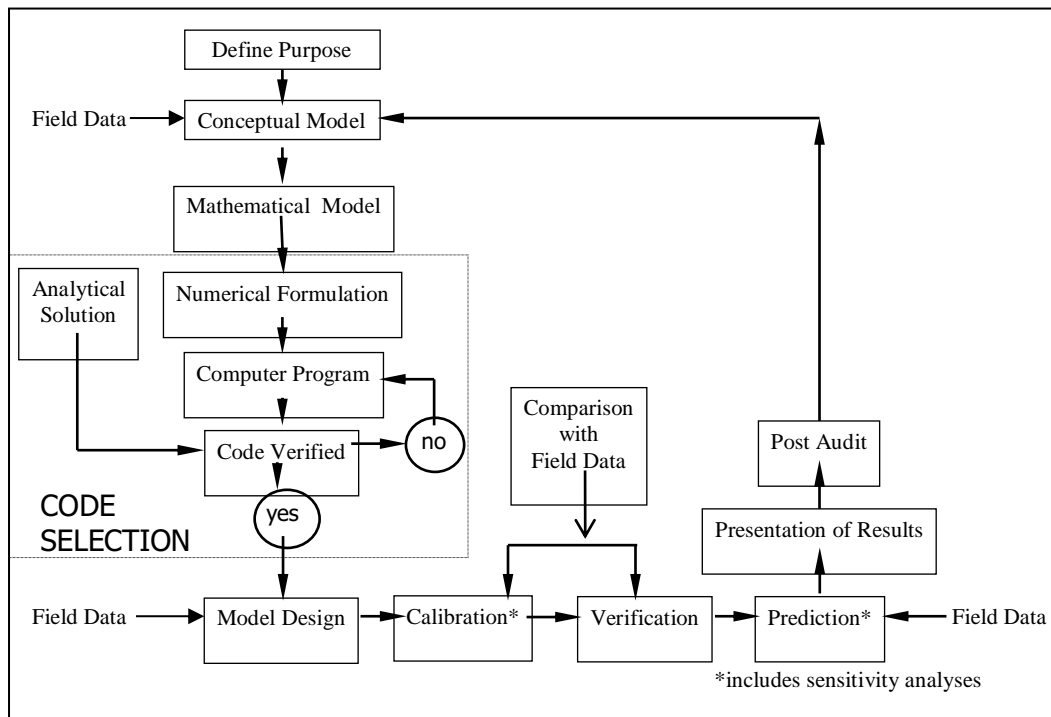 Define Purpose
Field Data
Conceptual Model
Mathematical Model
Analytical
Solution
Numerical Formulation
Computer Program
Code Verified
no
yes
CODE
SELECTION
Comparison
with
Field Data
Post Audit
Presentation of Results
Field Data
Model Design
Calibration*
Verification
Prediction*
Field Data
*includes sensitivity analyses